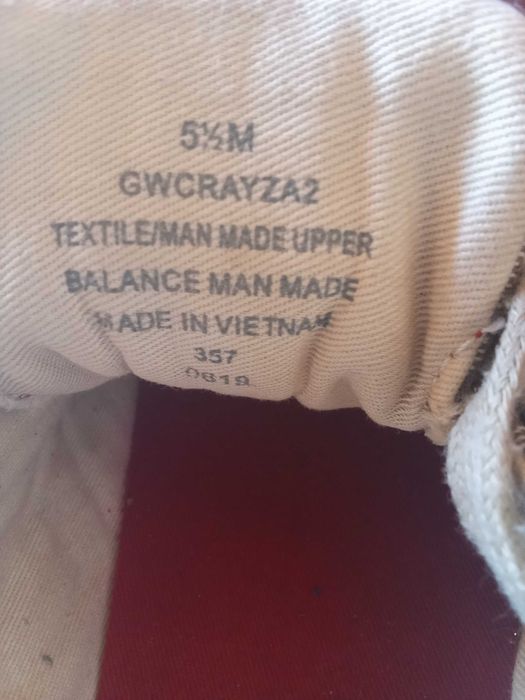 5½M
GWCRAYZA2
TEXTILE/MAN MADE UPPER
BALANCE MAN MADE
MADE IN VIETNAM
357
0619